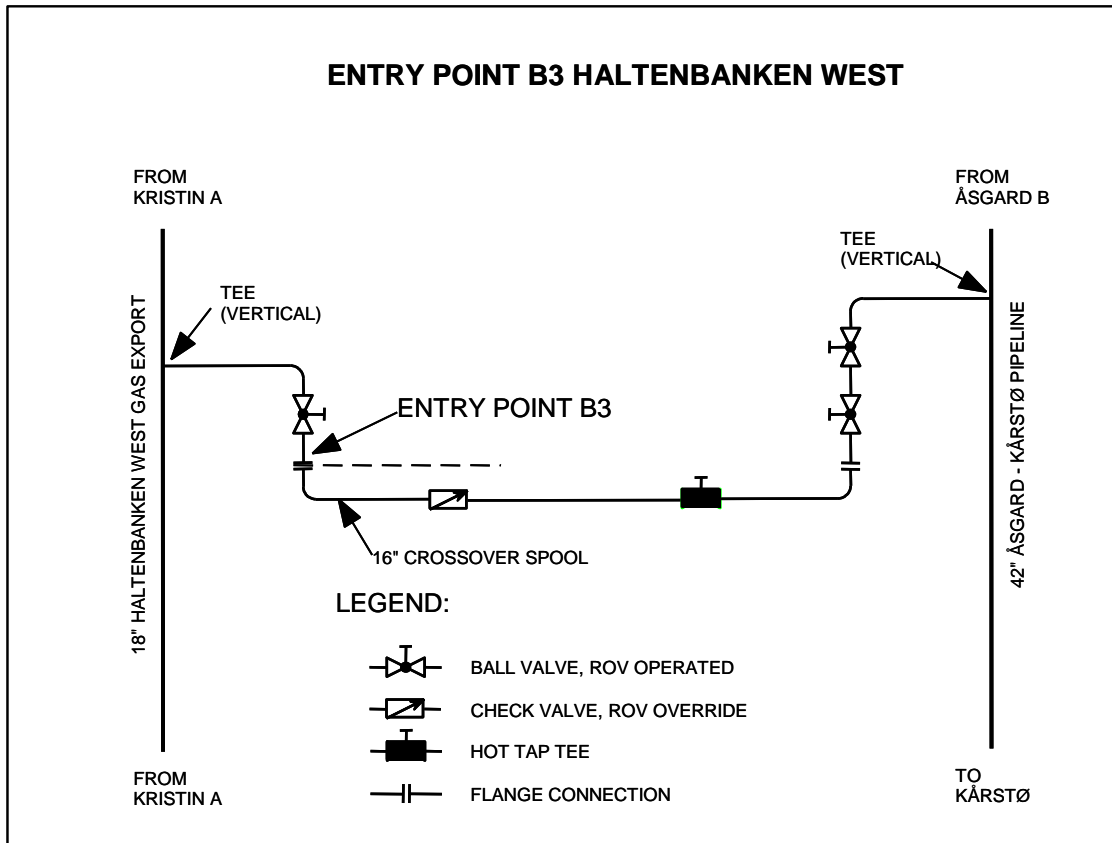 ENTRY POINT B3 HALTENBANKEN WEST
FROM
KRISTIN A
FROM
ÅSGARD B
TEE
(VERTICAL)
TEE
(VERTICAL)
18" HALTENBANKEN WEST GAS EXPORT
42" ÅSGARD - KÅRSTØ PIPELINE
ENTRY POINT B3
16" CROSSOVER SPOOL
LEGEND:
BALL VALVE, ROV OPERATED
CHECK VALVE, ROV OVERRIDE
HOT TAP TEE
FLANGE CONNECTION
FROM
KRISTIN A
TO
KÅRSTØ